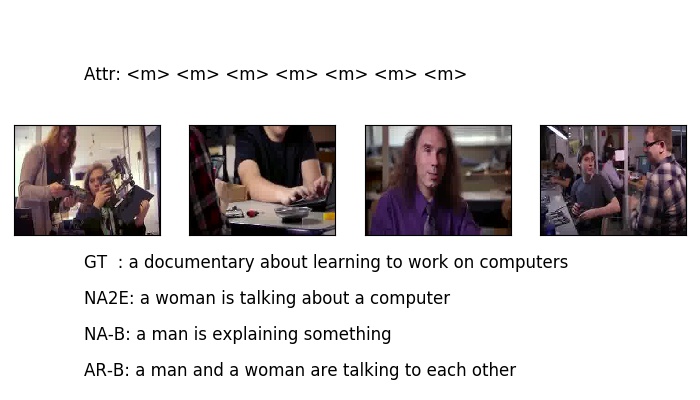 Attr: <m> <m> <m> <m> <m> <m> <m>
GT  : a documentary about learning to work on computers
NA2E: a woman is talking about a computer
NA-B: a man is explaining something
AR-B: a man and a woman are talking to each other